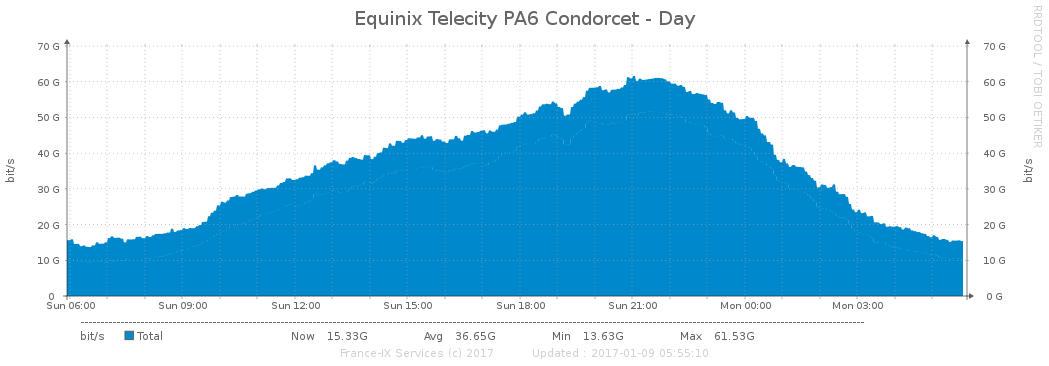 Equinix Telecity PA6 Condorcet - Day
RRDTOOL / TOBI OETIKER
bit/s
bit/s
70 G 70 G
60 G 60 G
50 G 50 G
40 G 40 G
30 G 30 G
20 G 20 G
10 G 10 G
0 0 G
Sun 06:00 Sun 09:00 Sun 12:00 Sun 15:00 Sun 18:00 Sun 21:00 Mon 00:00 Mon 03:00
bit/s Total Now 15.33G Avg 36.65G Min 13.63G Max 61.53G
France-IX Services (c) 2017 Updated : 2017-01-09 05:55:10